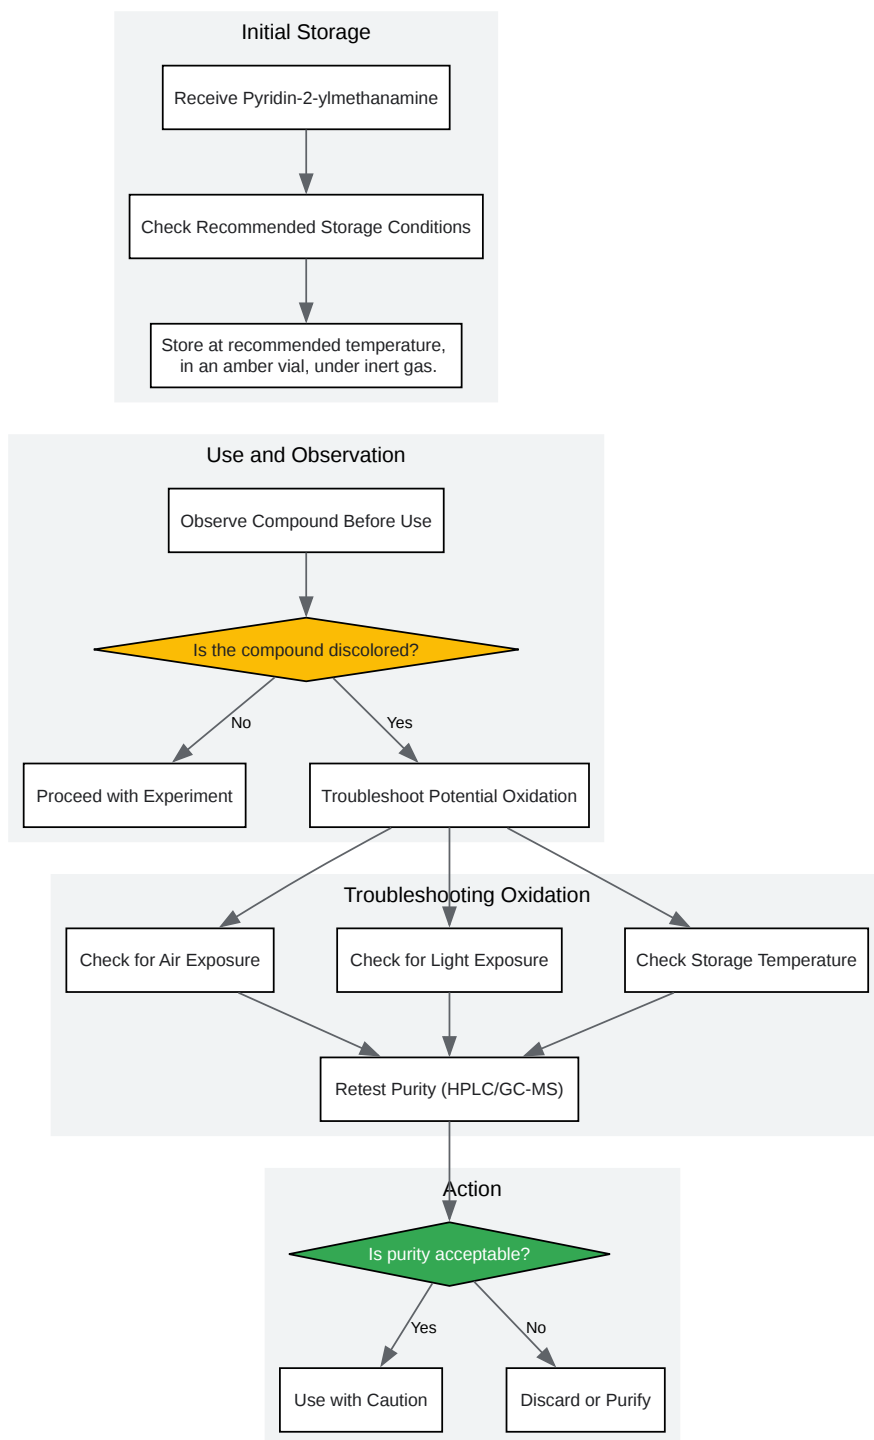 Initial Storage
Receive Pyridin-2-ylmethanamine
Check Recommended Storage Conditions
Store at recommended temperature,
in an amber vial, under inert gas.
Use and Observation
Observe Compound Before Use
Is the compound discolored?
No
Yes
Proceed with Experiment
Troubleshoot Potential Oxidation
Troubleshooting Oxidation
Check for Air Exposure
Check for Light Exposure
Check Storage Temperature
Retest Purity (HPLC/GC-MS)
Action
Is purity acceptable?
Yes
No
Use with Caution
Discard or Purify